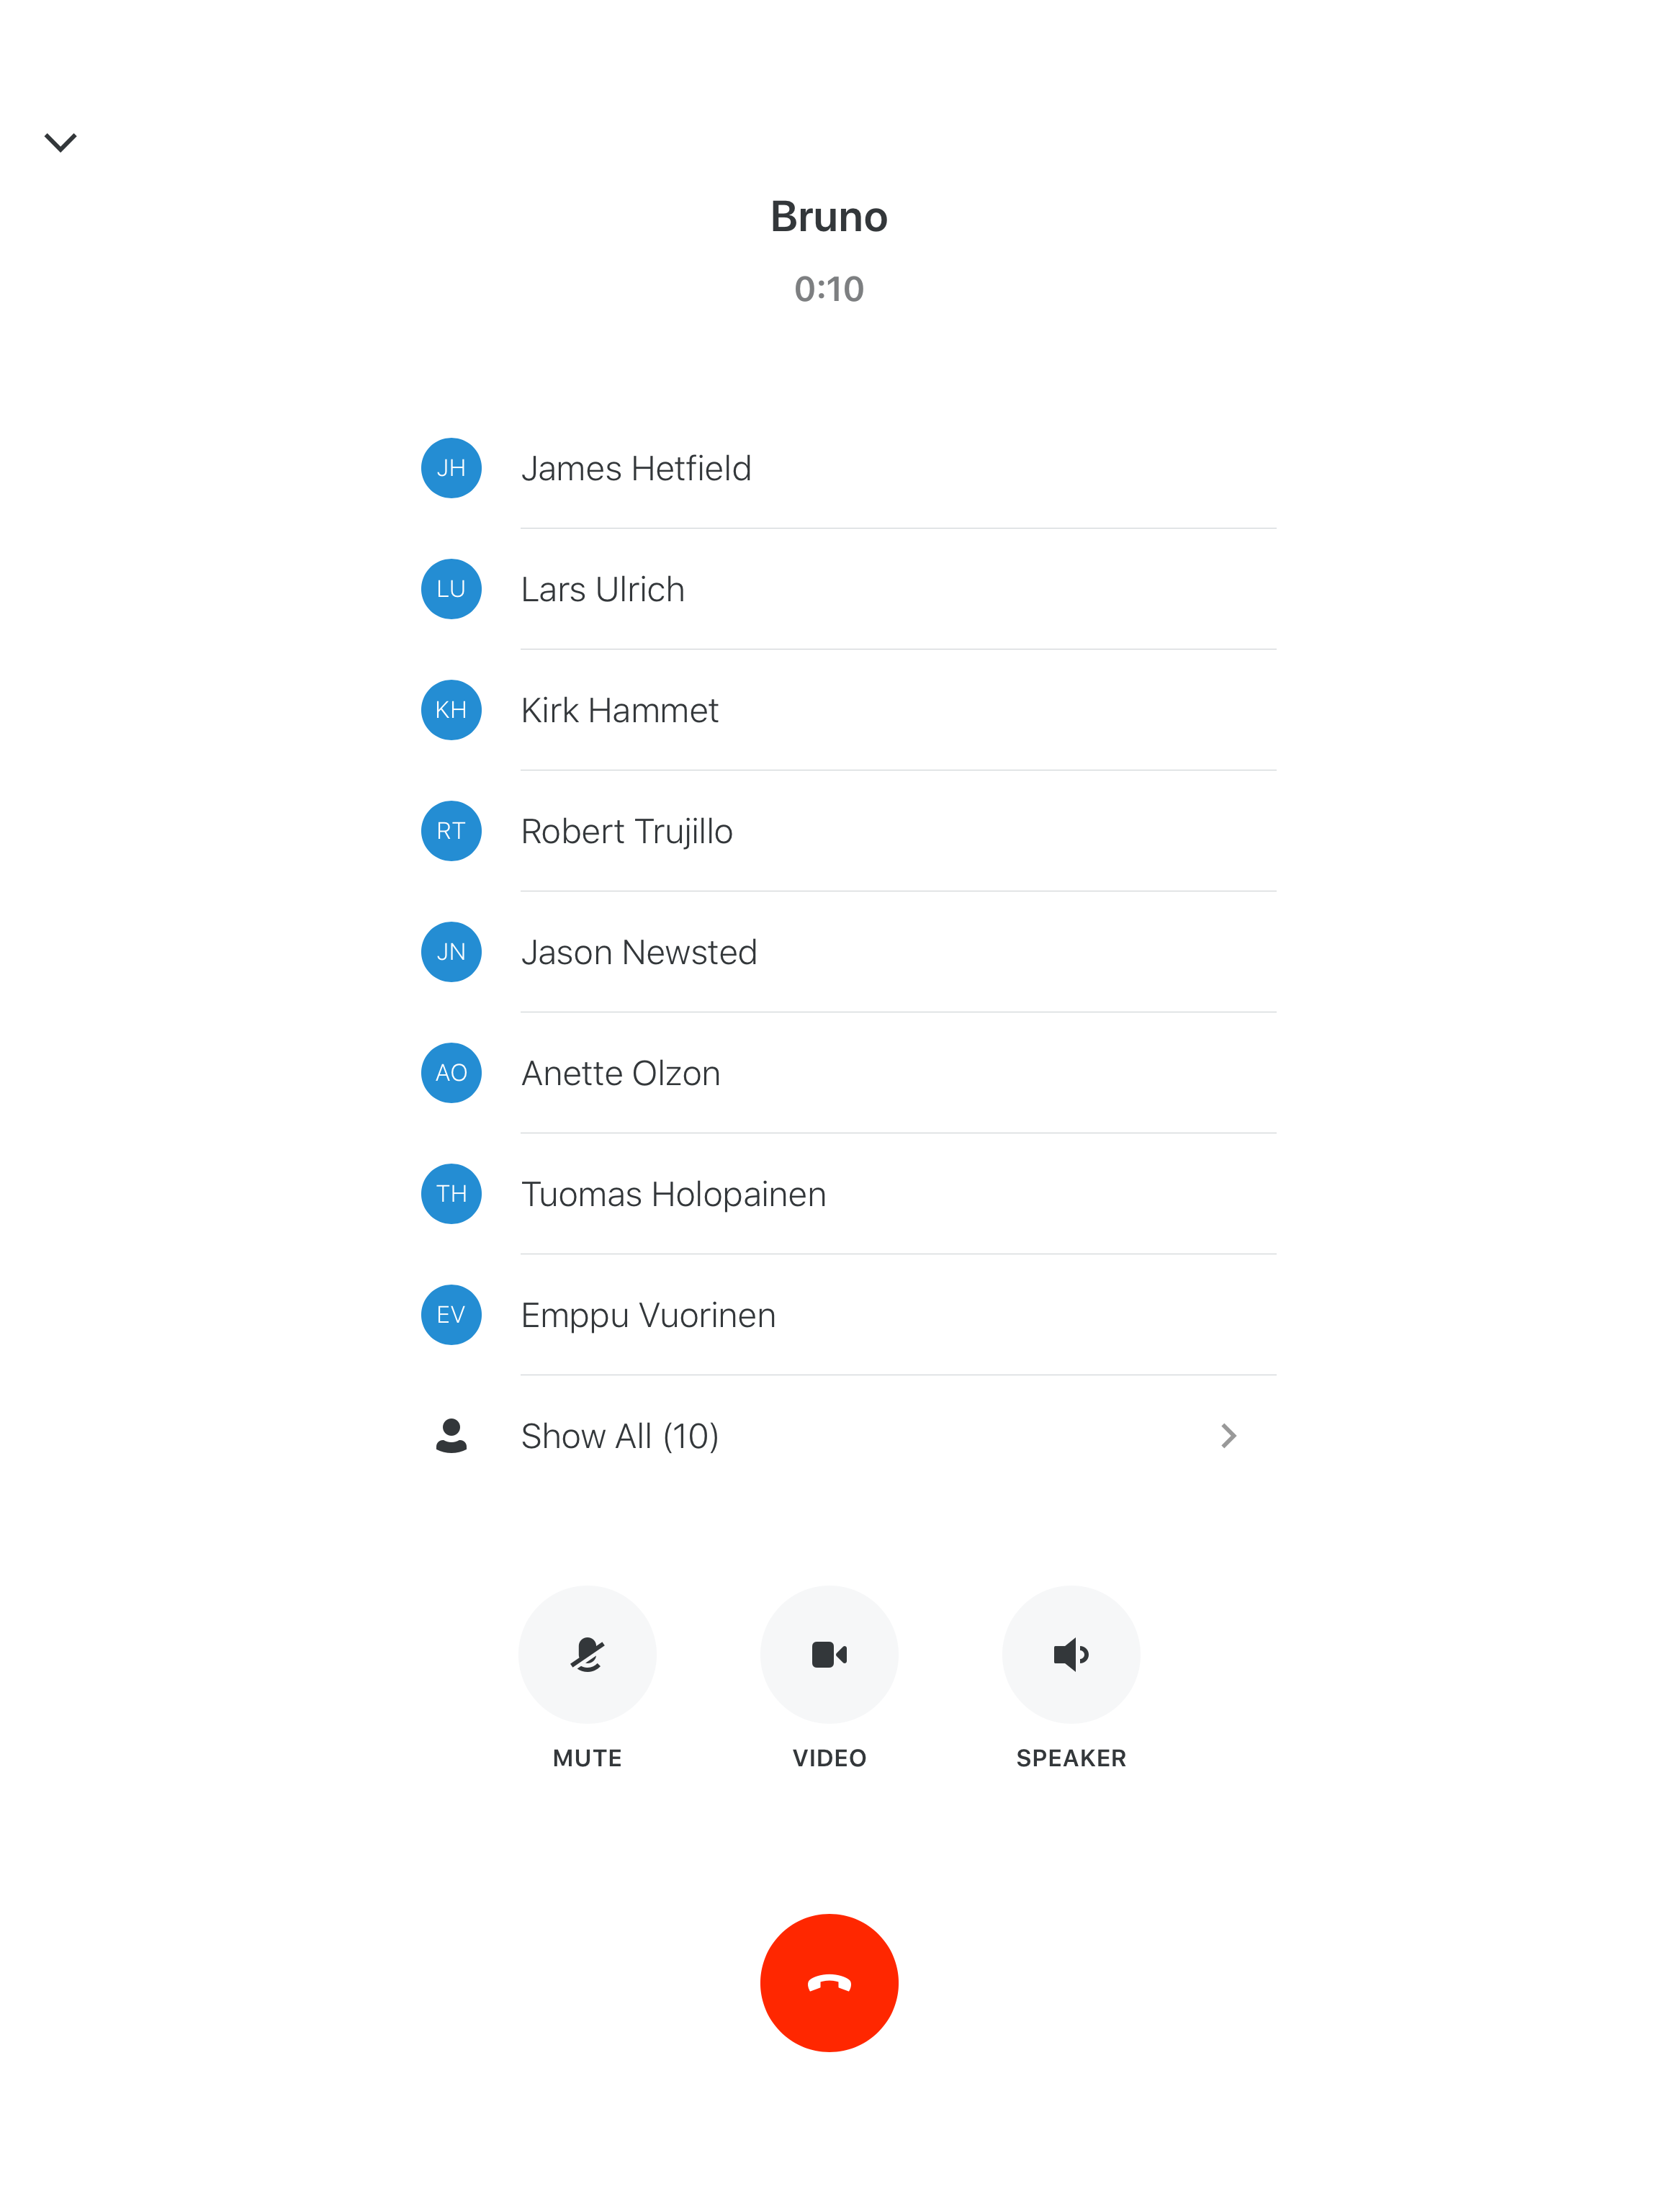 Bruno
0:10
JH James Hetfield
LU Lars Ulrich
KH Kirk Hammet
RT Robert Trujillo
JN Jason Newsted
AO Anette Olzon
TH Tuomas Holopainen
EV Emppu Vuorinen
Show All (10)
MUTE VIDEO SPEAKER